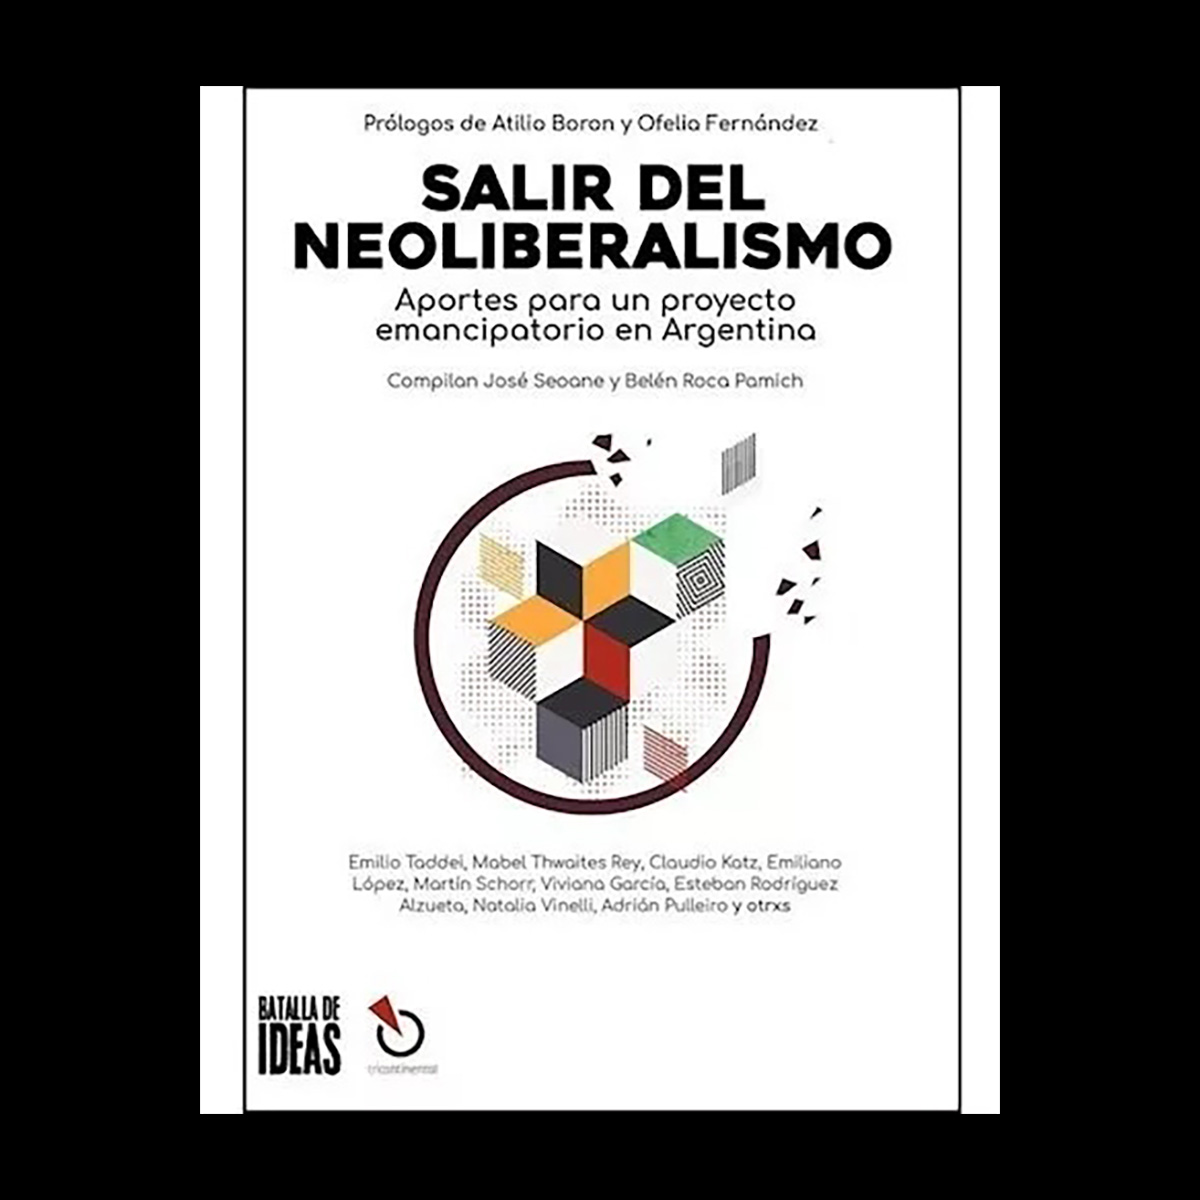 Prólogos de Atilio Boron y Ofelia Fernández
SALIR DEL
NEOLIBERALISMO
Aportes para un proyecto
emancipatorio en Argentina
Compilan José Seoane y Belén Roca Pamich
Emilio Taddei, Mabel Thwaites Rey, Claudio Katz, Emiliano
López, Martín Schorr, Viviana García, Esteban Rodríguez
Alzueta, Natalia Vinelli, Adrián Pulleiro y otrxs
BATALLA DE
IDEAS
tricontinental